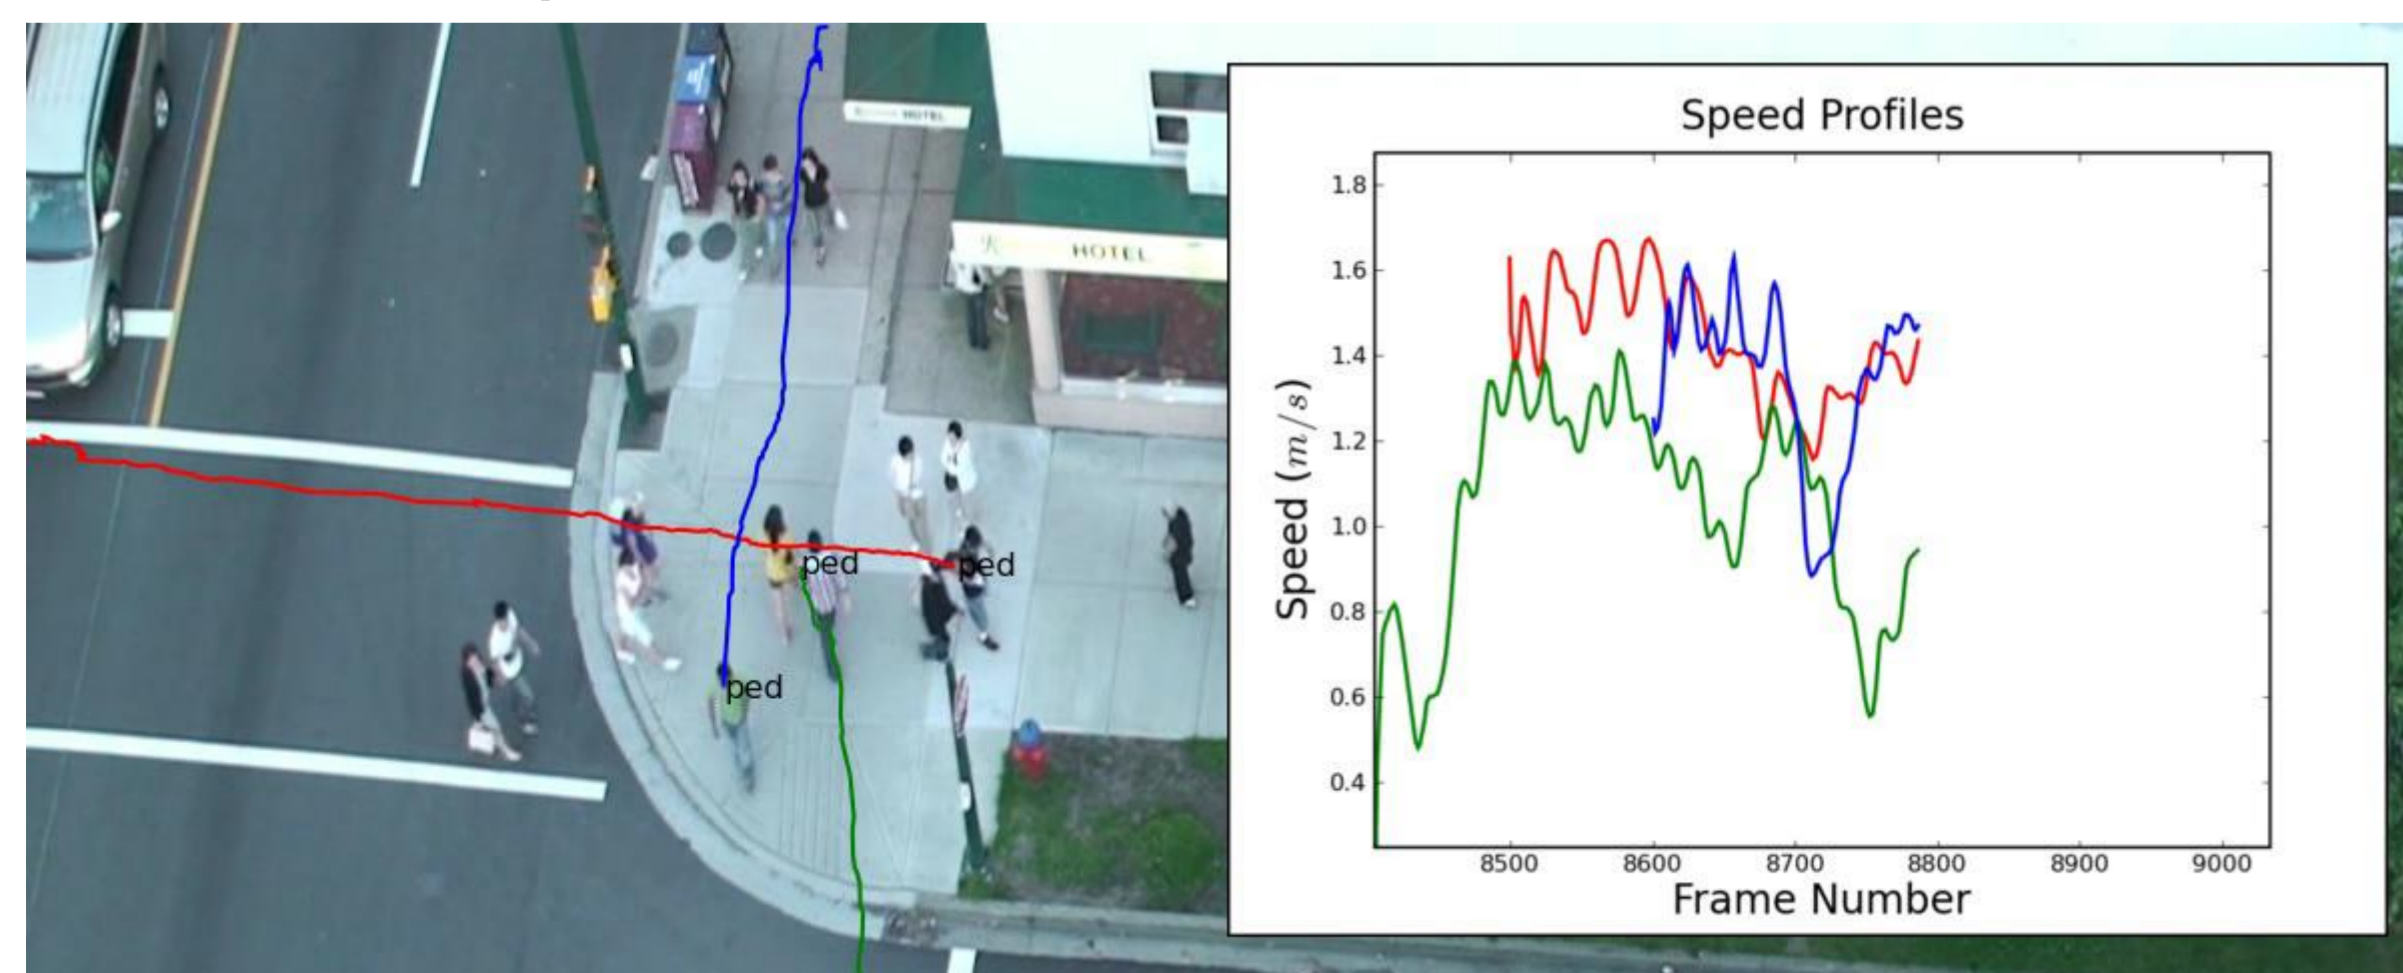 HOTEL
HOTEL
ped
ped
ped
Speed Profiles
1.8
1.6
1.4
1.2
1.0
0.8
0.6
0.4
Speed (m/s)
8500 8600 8700 8800 8900 9000
Frame Number